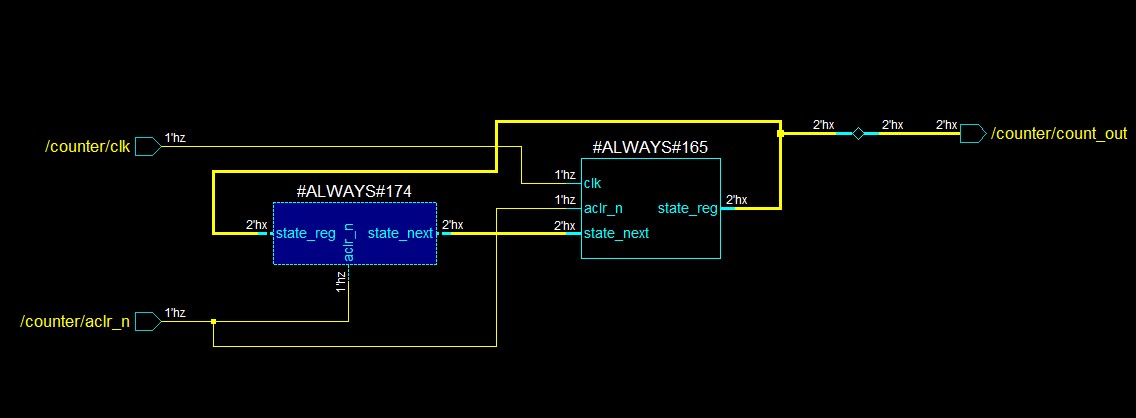 2'hx 2'hx 2'hx /counter/count_out
/counter/clk 1'hz
#ALWAYS#165
1'hz clk
#ALWAYS#174
1'hz aclr_n state_reg 2'hx
2'hx state_reg aclr_n state_next 2'hx
2'hx state_next
1'hz
/counter/aclr_n 1'hz